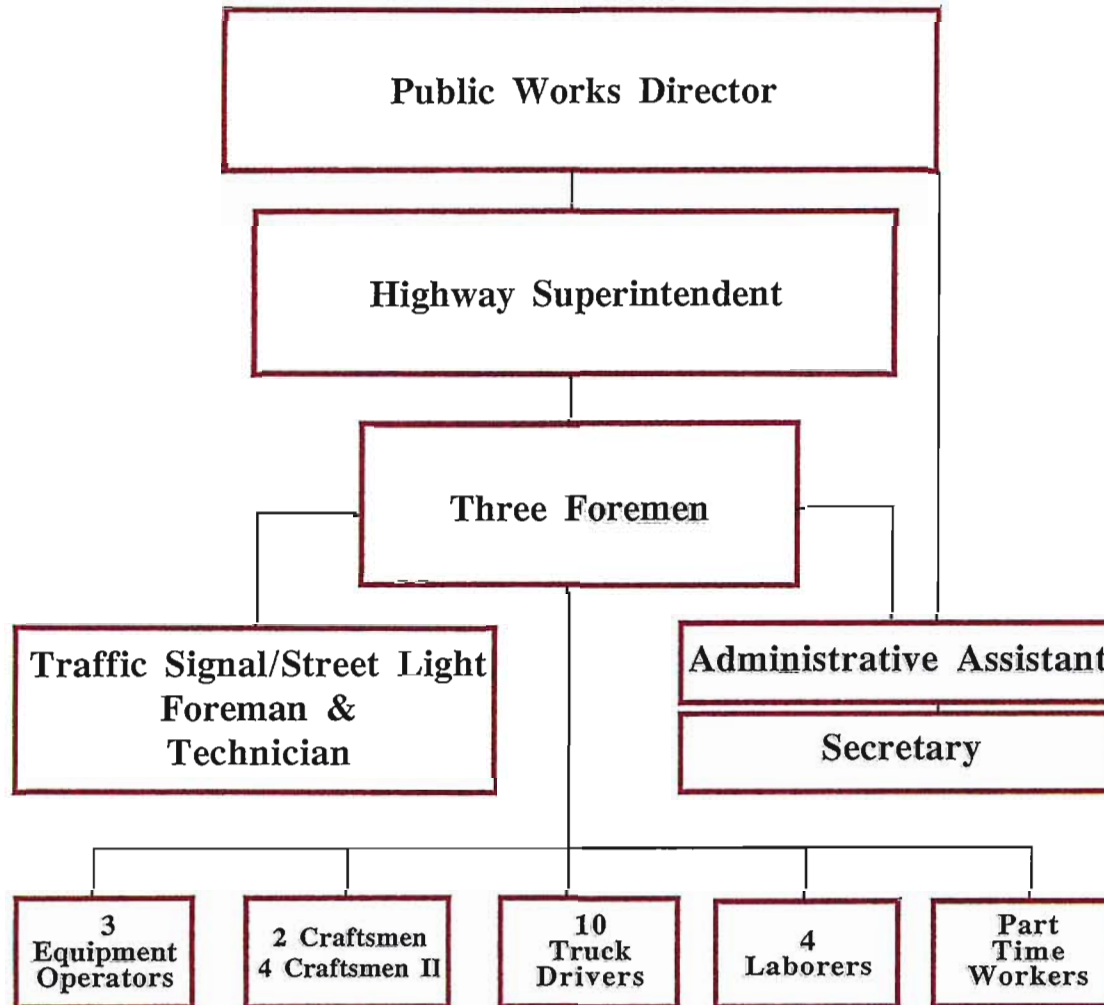 Public Works Director
Highway Superintendent
Three Foremen
Traffic Signal/Street Light
Foreman &
Technician
Administrative Assistant
Secretary
3
Equipment
Operators
2 Craftsmen
4 Craftsmen II
10
Truck
Drivers
4
Laborers
Part
Time
Workers